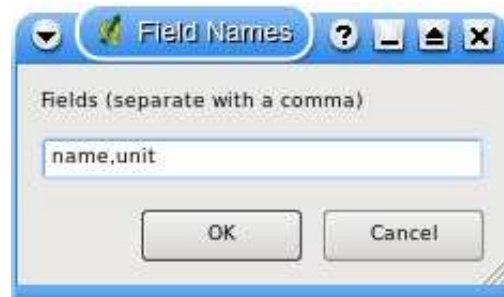 Field Names ?
Fields (separate with a comma)
name,unit
OK Cancel